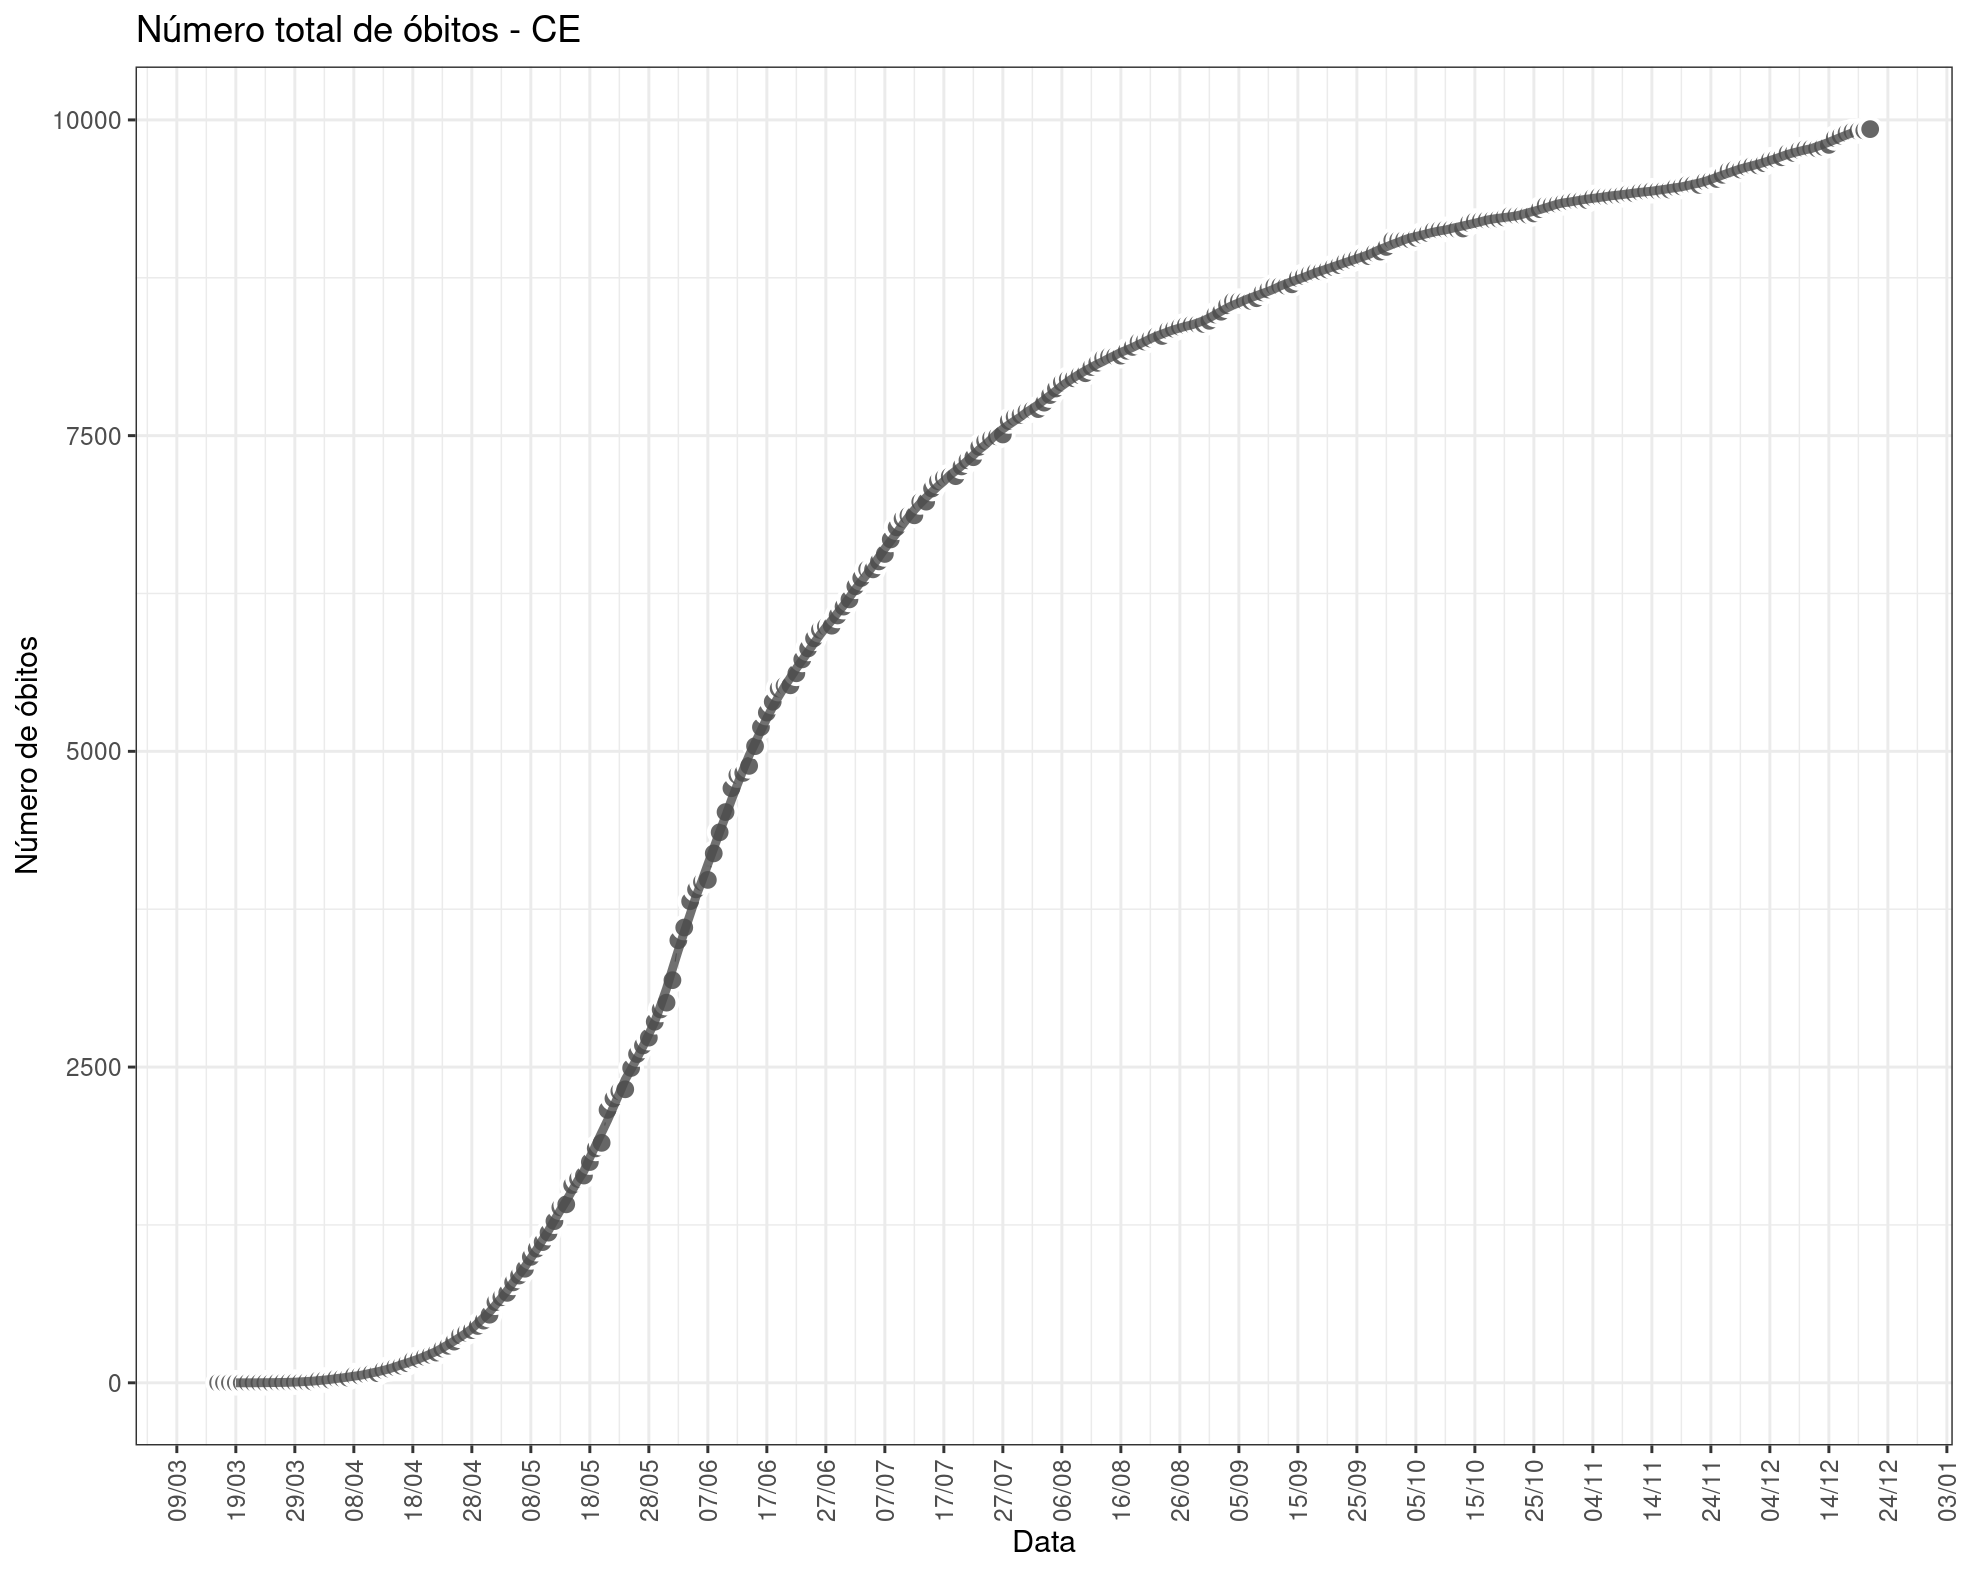 Número total de óbitos - CE
Número de óbitos
10000
7500
5000
2500
0
09/03 19/03 29/03 08/04 18/04 28/04 08/05 18/05 28/05 07/06 17/06 27/06 07/07 17/07 27/07 06/08 16/08 26/08 05/09 15/09 25/09 05/10 15/10 25/10 04/11 14/11 24/11 04/12 14/12 24/12 03/01
Data